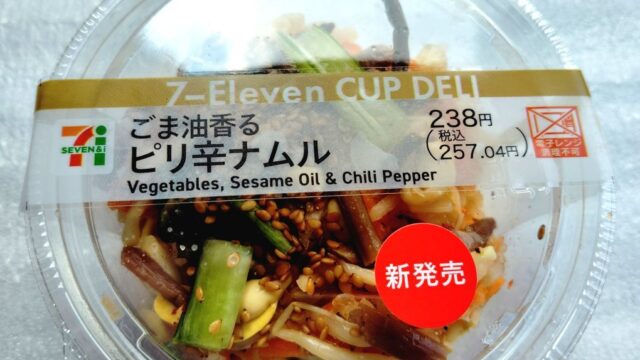 7-Eleven CUP DELI
ごま油香る
ピリ辛ナムル
Vegetables, Sesame Oil & Chili Pepper
SEVEN&i
238円
(税込
257.04円)
電子レンジ
調理不可
新発売